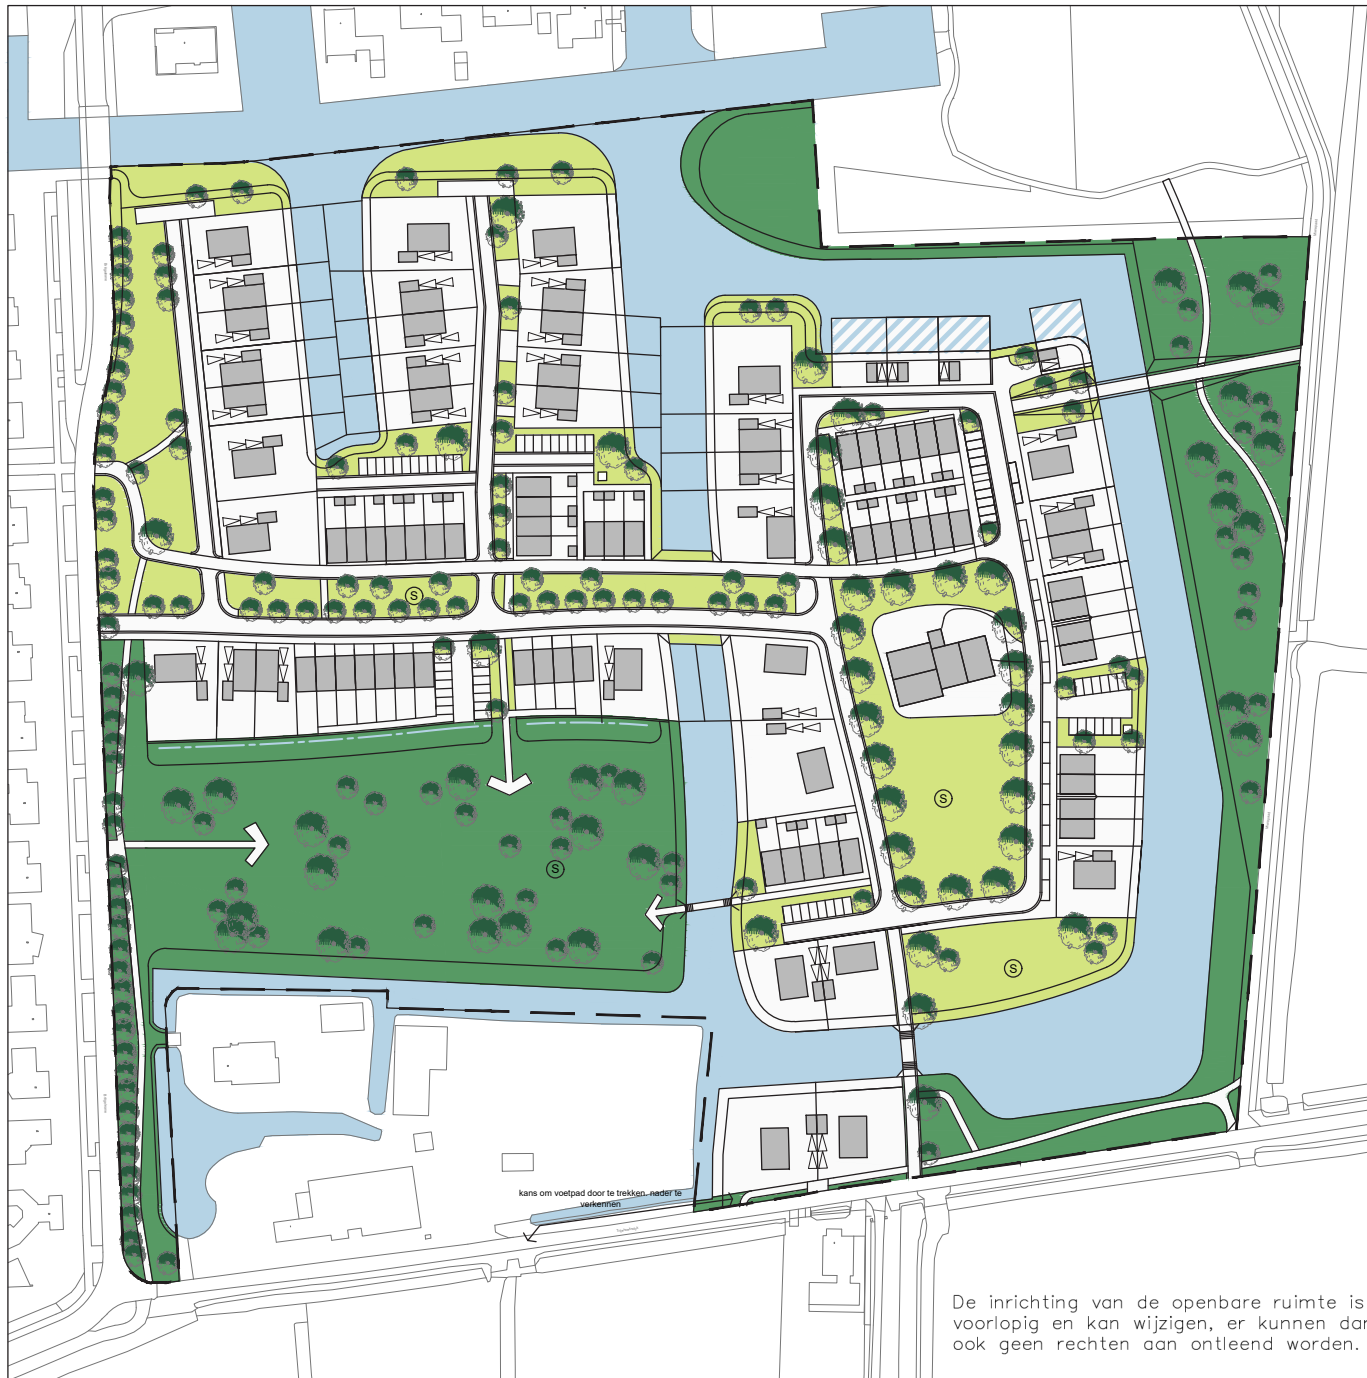 S
S
S
S
kans om voetpad door te trekken. nader te
verkennen
De inrichting van de openbare ruimte is
voorlopig en kan wijzigen, er kunnen dan
ook geen rechten aan ontleend worden.